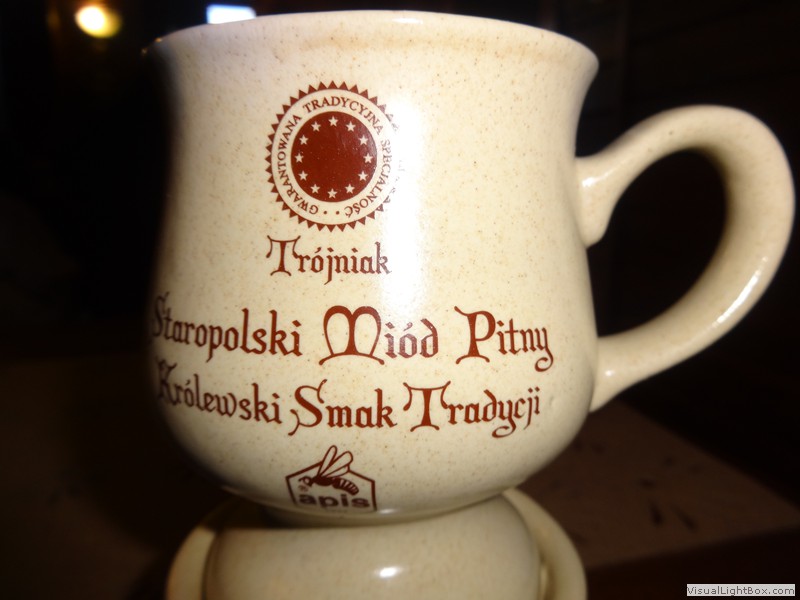 GWARANTOWANA TRADYCYJNA SPECJALNOŚĆ
Trójniak
Staropolski Miód Pitny
Królewski Smak Tradycji
apis
VisualLightBox.com